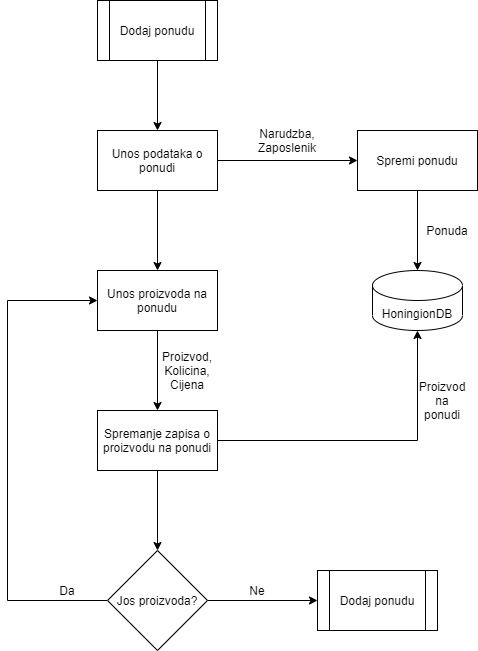 Dodaj ponudu
Unos podataka o
ponudi
Narudzba,
Zaposlenik
Spremi ponudu
Ponuda
HoningionDB
Unos proizvoda na
ponudu
Proizvod,
Kolicina,
Cijena
Spremanje zapisa o
proizvodu na ponudi
Proizvod
na
ponudi
Jos proizvoda?
Da
Ne
Dodaj ponudu